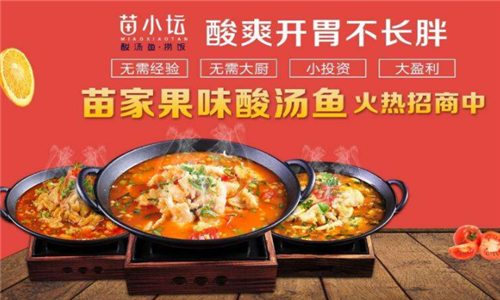 苗小坛
MIAOXIAOTAN
酸汤鱼·捞饭
酸爽开胃不长胖
无需经验
无需大厨
小投资
大盈利
苗家果味酸汤鱼 火热招商中